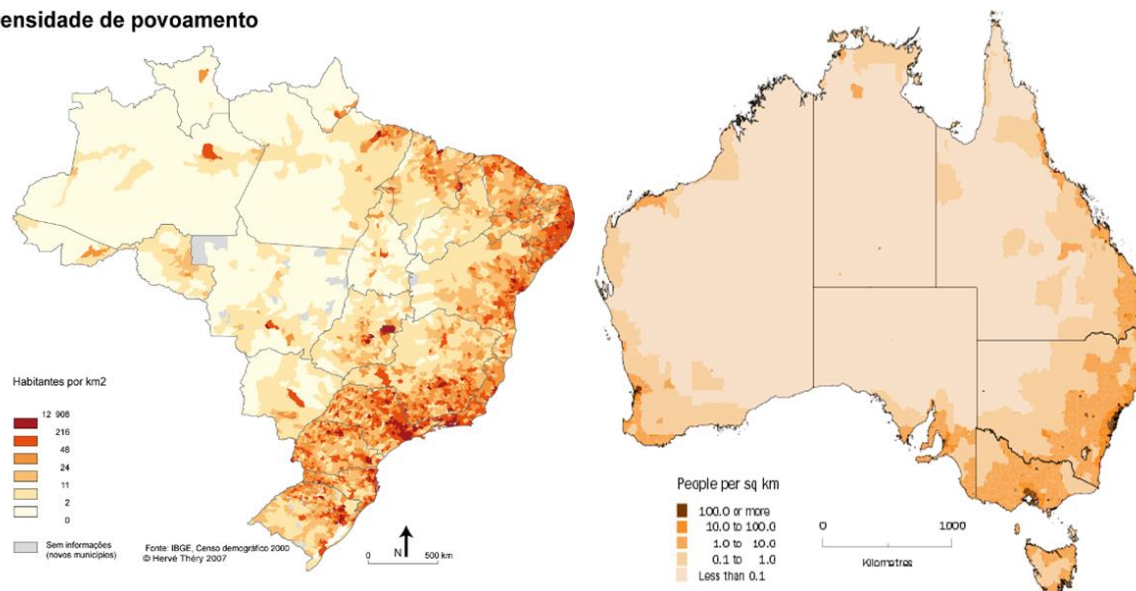 ensidade de povoamento
Habitantes por km2
12 908
216
48
24
11
2
0
Sem informações
(novos municípios)
Fonte: IBGE, Censo demográfico 2000
© Hervé Théry 2007
N
0 500 km
People per sq km
100.0 or more
10.0 to 100.0
1.0 to 10.0
0.1 to 1.0
Less than 0.1
0 1000
Kilometres